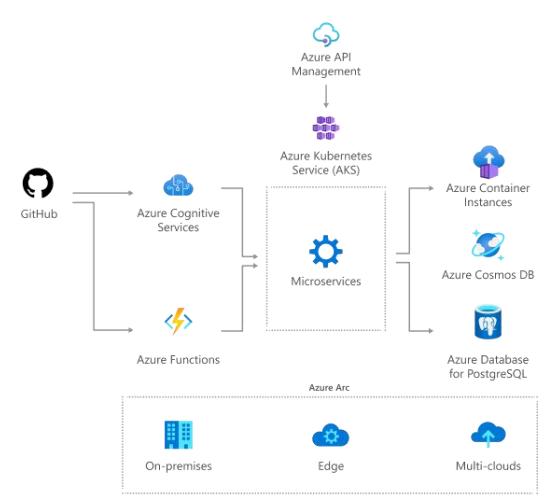 Azure API
Management
Azure Kubernetes
Service (AKS)
GitHub
Azure Cognitive
Services
Microservices
Azure Container
Instances
Azure Cosmos DB
Azure Functions
Azure Database
for PostgreSQL
Azure Arc
On-premises
Edge
Multi-clouds